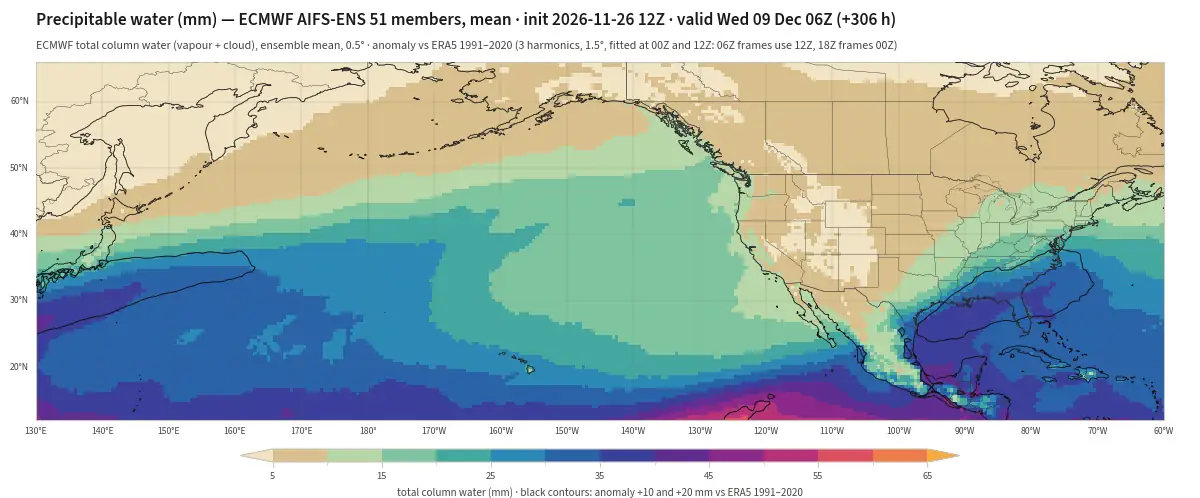 Precipitable water (mm) — ECMWF AIFS-ENS 51 members, mean · init 2026-11-26 12Z · valid Wed 09 Dec 06Z (+306 h)
ECMWF total column water (vapour + cloud), ensemble mean, 0.5° · anomaly vs ERA5 1991–2020 (3 harmonics, 1.5°, fitted at 00Z and 12Z: 06Z frames use 12Z, 18Z frames 00Z)
60°N
50°N
40°N
30°N
20°N
130°E 140°E 150°E 160°E 170°E 180° 170°W 160°W 150°W 140°W 130°W 120°W 110°W 100°W 90°W 80°W 70°W 60°W
5 15 25 35 45 55 65
total column water (mm) · black contours: anomaly +10 and +20 mm vs ERA5 1991–2020